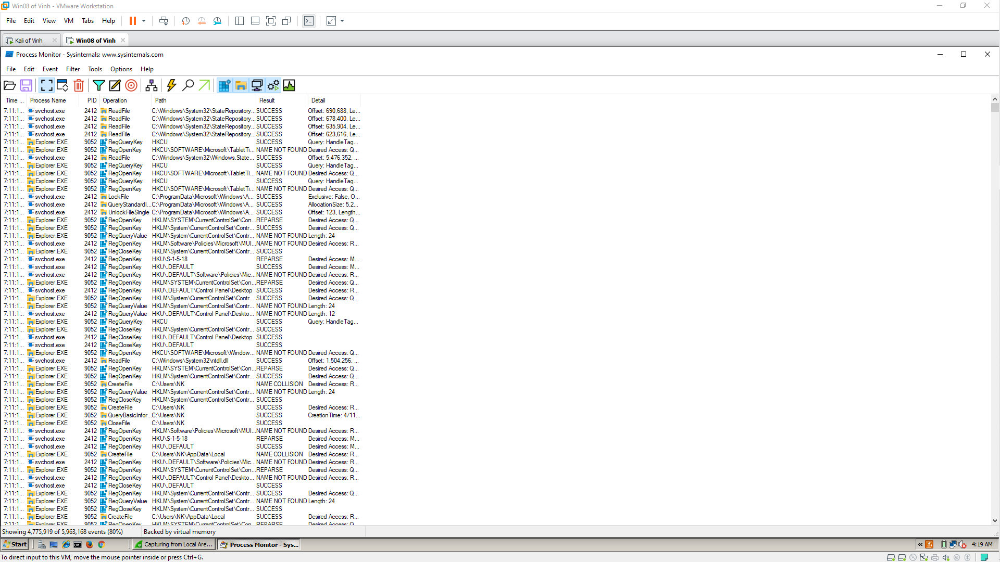 Win08 of Vinh - VMware Workstation
File Edit View VM Tabs Help
Kali of Vinh Win08 of Vinh
Process Monitor - Sysinternals: www.sysinternals.com
File Edit Event Filter Tools Options Help
Time ... Process Name PID Operation Path Result Detail
7:11:1... svchost.exe 2412 ReadFile C:\Windows\System32\StateRepository... SUCCESS Offset: 690,688, Le...
7:11:1... svchost.exe 2412 ReadFile C:\Windows\System32\StateRepository... SUCCESS Offset: 678,400, Le...
7:11:1... svchost.exe 2412 ReadFile C:\Windows\System32\StateRepository... SUCCESS Offset: 635,904, Le...
7:11:1... svchost.exe 2412 ReadFile C:\Windows\System32\StateRepository... SUCCESS Offset: 623,616, Le...
7:11:1... Explorer.EXE 9052 RegQueryKey HKCU SUCCESS Query: HandleTag...
7:11:1... Explorer.EXE 9052 RegOpenKey HKCU\SOFTWARE\Microsoft\TabletTi... NAME NOT FOUND Desired Access: Q...
7:11:1... svchost.exe 2412 ReadFile C:\Windows\System32\Windows.State... SUCCESS Offset: 5,476,352, ...
7:11:1... Explorer.EXE 9052 RegQueryKey HKCU SUCCESS Query: HandleTag...
7:11:1... Explorer.EXE 9052 RegOpenKey HKCU\SOFTWARE\Microsoft\TabletTi... NAME NOT FOUND Desired Access: Q...
7:11:1... Explorer.EXE 9052 RegQueryKey HKCU SUCCESS Query: HandleTag...
7:11:1... Explorer.EXE 9052 RegOpenKey HKCU\SOFTWARE\Microsoft\TabletTi... NAME NOT FOUND Desired Access: Q...
7:11:1... svchost.exe 2412 LockFile C:\ProgramData\Microsoft\Windows\A... SUCCESS Exclusive: False, O...
7:11:1... svchost.exe 2412 QueryStandardI... C:\ProgramData\Microsoft\Windows\A... SUCCESS AllocationSize: 5,2...
7:11:1... svchost.exe 2412 UnlockFileSingle C:\ProgramData\Microsoft\Windows\A... SUCCESS Offset: 123, Length...
7:11:1... Explorer.EXE 9052 RegOpenKey HKLM\SYSTEM\CurrentControlSet\Con... REPARSE Desired Access: Q...
7:11:1... Explorer.EXE 9052 RegOpenKey HKLM\System\CurrentControlSet\Contr... SUCCESS Desired Access: Q...
7:11:1... Explorer.EXE 9052 RegQueryValue HKLM\System\CurrentControlSet\Contr... NAME NOT FOUND Length: 24
7:11:1... svchost.exe 2412 RegOpenKey HKLM\Software\Policies\Microsoft\MUI... NAME NOT FOUND Desired Access: R...
7:11:1... Explorer.EXE 9052 RegCloseKey HKLM\System\CurrentControlSet\Contr... SUCCESS
7:11:1... svchost.exe 2412 RegOpenKey HKU\S-1-5-18 REPARSE Desired Access: M...
7:11:1... svchost.exe 2412 RegOpenKey HKU\.DEFAULT SUCCESS Desired Access: M...
7:11:1... svchost.exe 2412 RegOpenKey HKU\.DEFAULT\Software\Policies\Mic... NAME NOT FOUND Desired Access: R...
7:11:1... Explorer.EXE 9052 RegOpenKey HKLM\SYSTEM\CurrentControlSet\Con... REPARSE Desired Access: Q...
7:11:1... svchost.exe 2412 RegOpenKey HKU\.DEFAULT\Control Panel\Desktop SUCCESS Desired Access: R...
7:11:1... Explorer.EXE 9052 RegOpenKey HKLM\System\CurrentControlSet\Contr... SUCCESS Desired Access: Q...
7:11:1... Explorer.EXE 9052 RegQueryValue HKLM\System\CurrentControlSet\Contr... NAME NOT FOUND Length: 24
7:11:1... svchost.exe 2412 RegQueryValue HKU\.DEFAULT\Control Panel\Deskto... NAME NOT FOUND Length: 12
7:11:1... Explorer.EXE 9052 RegQueryKey HKCU SUCCESS Query: HandleTag...
7:11:1... Explorer.EXE 9052 RegCloseKey HKLM\System\CurrentControlSet\Contr... SUCCESS
7:11:1... svchost.exe 2412 RegCloseKey HKU\.DEFAULT\Control Panel\Desktop SUCCESS
7:11:1... svchost.exe 2412 RegCloseKey HKU\.DEFAULT SUCCESS
7:11:1... Explorer.EXE 9052 RegOpenKey HKCU\SOFTWARE\Microsoft\Window... NAME NOT FOUND Desired Access: Q...
7:11:1... svchost.exe 2412 ReadFile C:\Windows\System32\ntdll.dll SUCCESS Offset: 1,504,256, ...
7:11:1... Explorer.EXE 9052 RegOpenKey HKLM\SYSTEM\CurrentControlSet\Con... REPARSE Desired Access: Q...
7:11:1... Explorer.EXE 9052 RegOpenKey HKLM\System\CurrentControlSet\Contr... SUCCESS Desired Access: Q...
7:11:1... Explorer.EXE 9052 CreateFile C:\Users\NK NAME COLLISION Desired Access: R...
7:11:1... Explorer.EXE 9052 RegQueryValue HKLM\System\CurrentControlSet\Contr... NAME NOT FOUND Length: 24
7:11:1... Explorer.EXE 9052 RegCloseKey HKLM\System\CurrentControlSet\Contr... SUCCESS
7:11:1... Explorer.EXE 9052 CreateFile C:\Users\NK SUCCESS Desired Access: R...
7:11:1... Explorer.EXE 9052 QueryBasicInfor... C:\Users\NK SUCCESS CreationTime: 4/11...
7:11:1... Explorer.EXE 9052 CloseFile C:\Users\NK SUCCESS
7:11:1... svchost.exe 2412 RegOpenKey HKLM\Software\Policies\Microsoft\MUI... NAME NOT FOUND Desired Access: R...
7:11:1... svchost.exe 2412 RegOpenKey HKU\S-1-5-18 REPARSE Desired Access: M...
7:11:1... svchost.exe 2412 RegOpenKey HKU\.DEFAULT SUCCESS Desired Access: M...
7:11:1... Explorer.EXE 9052 CreateFile C:\Users\NK\AppData\Local NAME COLLISION Desired Access: R...
7:11:1... svchost.exe 2412 RegOpenKey HKU\.DEFAULT\Software\Policies\Mic... NAME NOT FOUND Desired Access: R...
7:11:1... Explorer.EXE 9052 RegOpenKey HKLM\SYSTEM\CurrentControlSet\Con... REPARSE Desired Access: Q...
7:11:1... svchost.exe 2412 RegOpenKey HKU\.DEFAULT\Control Panel\Deskto... NAME NOT FOUND Desired Access: R...
7:11:1... svchost.exe 2412 RegCloseKey HKU\.DEFAULT SUCCESS
7:11:1... Explorer.EXE 9052 RegOpenKey HKLM\System\CurrentControlSet\Contr... SUCCESS Desired Access: Q...
7:11:1... Explorer.EXE 9052 RegQueryValue HKLM\System\CurrentControlSet\Contr... NAME NOT FOUND Length: 24
7:11:1... Explorer.EXE 9052 RegCloseKey HKLM\System\CurrentControlSet\Contr... SUCCESS
7:11:1... Explorer.EXE 9052 CreateFile C:\Users\NK\AppData\Local SUCCESS Desired Access: R...
7:11:1... Explorer.EXE 9052 RegOpenKey HKLM\SYSTEM\CurrentControlSet\Con... REPARSE Desired Access: Q...
Showing 4,775,919 of 5,963,168 events (80%) Backed by virtual memory
Start Capturing from Local Are... Process Monitor - Sys... 4:19 AM
To direct input to this VM, move the mouse pointer inside or press Ctrl+G.